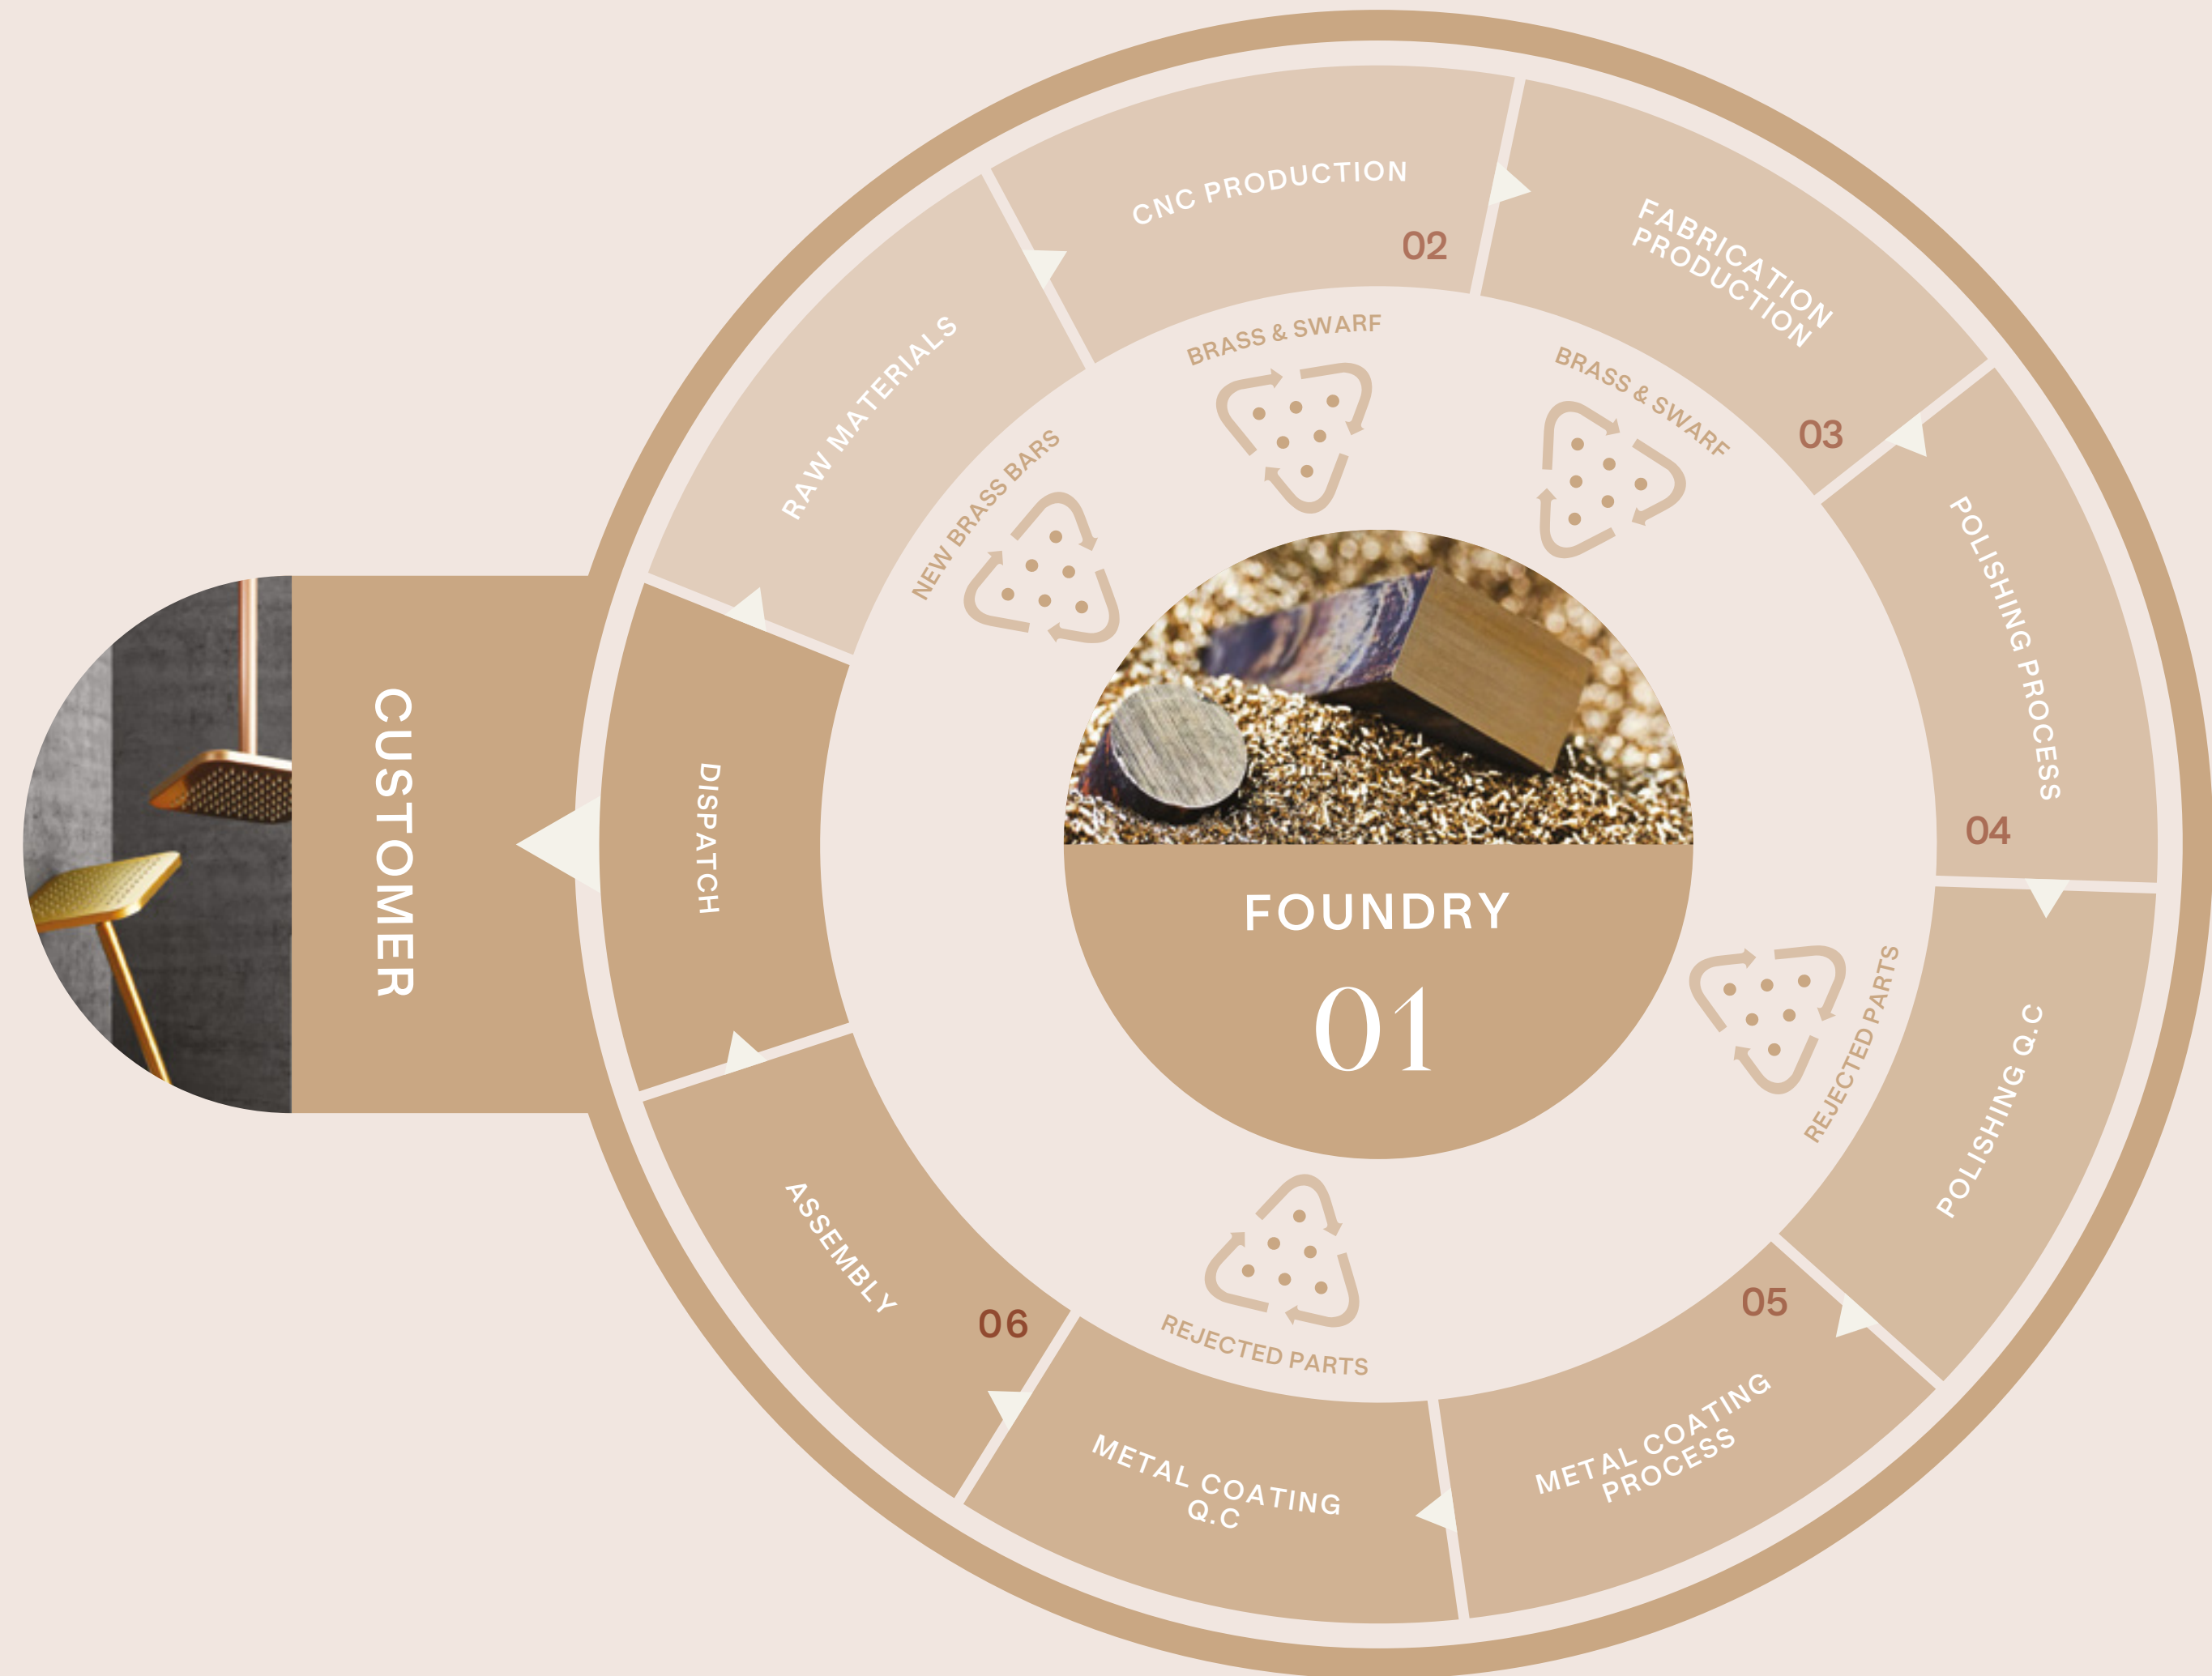 CUSTOMER
DISPATCH
RAW MATERIALS
NEW BRASS BARS
CNC PRODUCTION
02
BRASS & SWARF
FABRICATION
PRODUCTION
03
BRASS & SWARF
POLISHING PROCESS
04
POLISHING Q.C
REJECTED PARTS
METAL COATING
PROCESS
05
METAL COATING
Q.C
REJECTED PARTS
ASSEMBLY
06
FOUNDRY
01